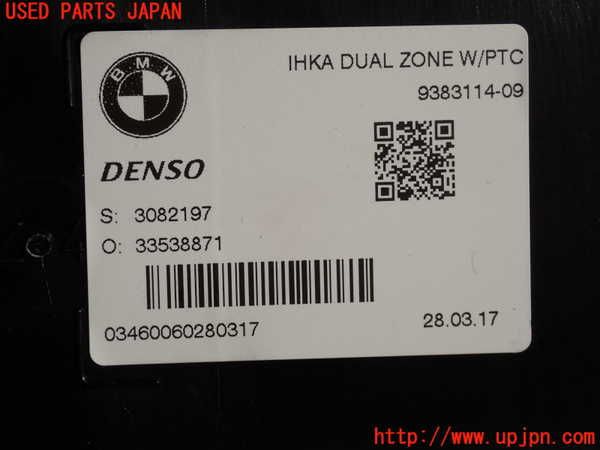 USED PARTS JAPAN
BMW
IHKA DUAL ZONE W/PTC
9383114-09
DENSO
S: 3082197
O: 33538871
03460060280317
28.03.17
http://www.upjpn.com/